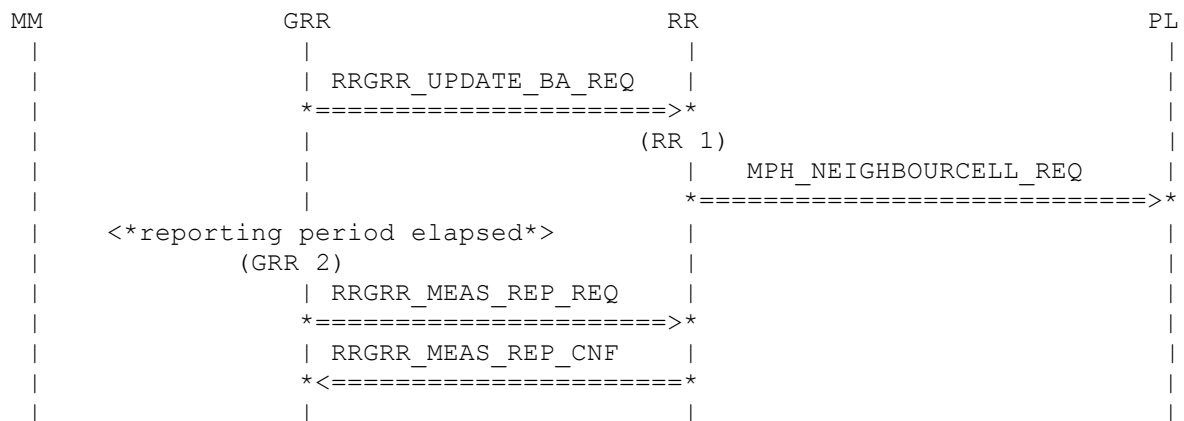 MM GRR RR PL
RRGRR_UPDATE_BA_REQ
(RR 1)
MPH_NEIGHBOURCELL_REQ
<*reporting period elapsed*>
(GRR 2)
RRGRR_MEAS_REP_REQ
RRGRR_MEAS_REP_CNF